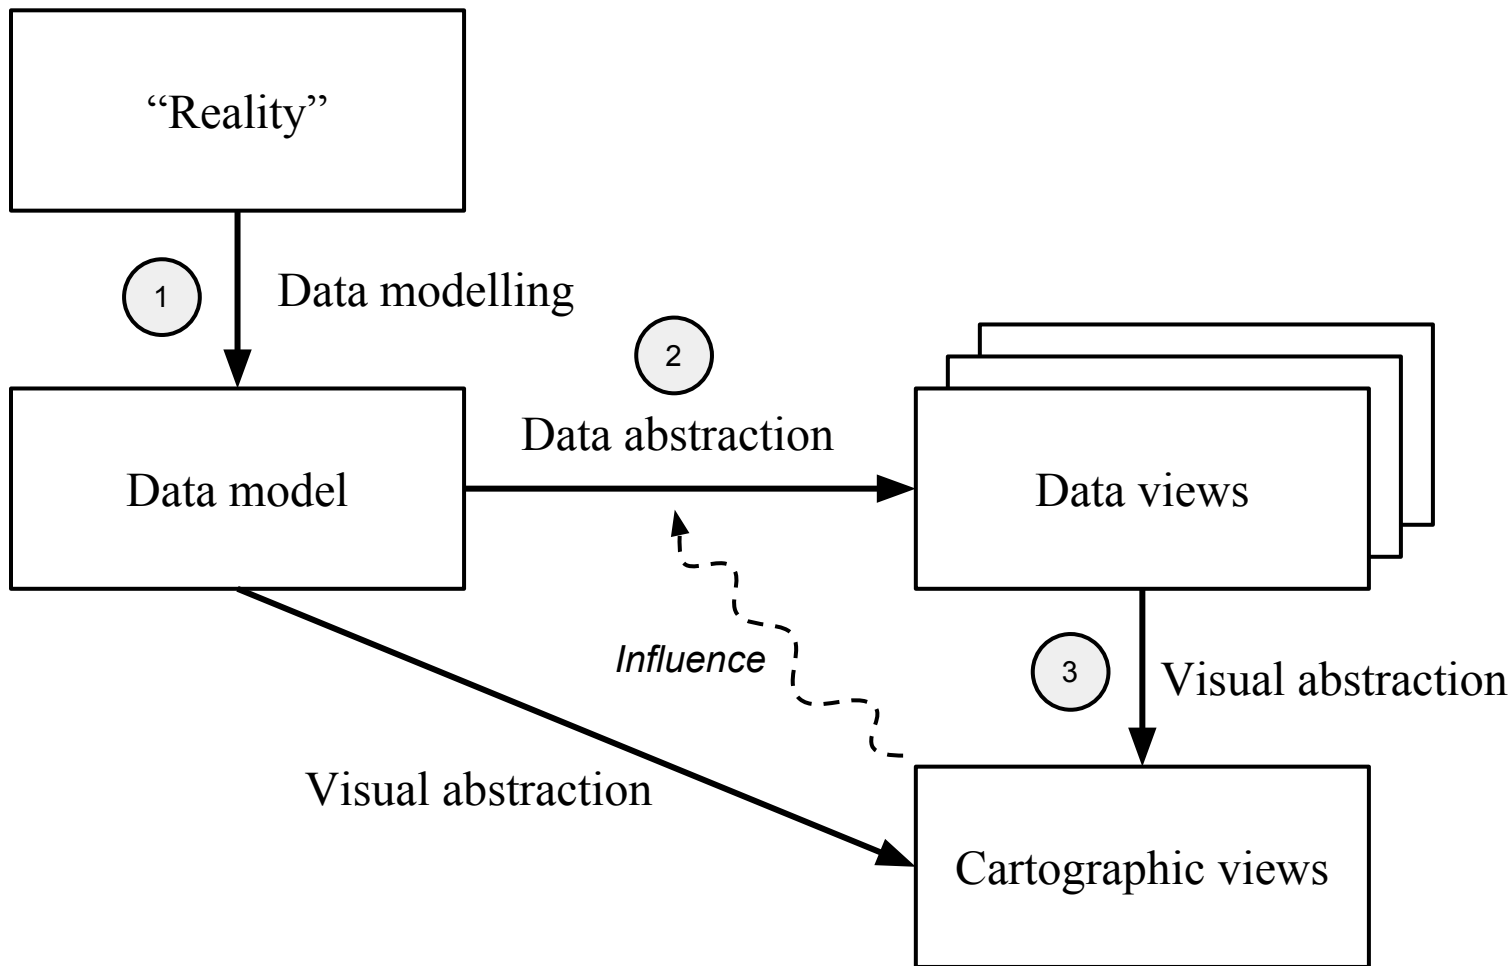 “Reality”
1
Data modelling
2
Data abstraction
Data model
Data views
Influence
3
Visual abstraction
Visual abstraction
Cartographic views